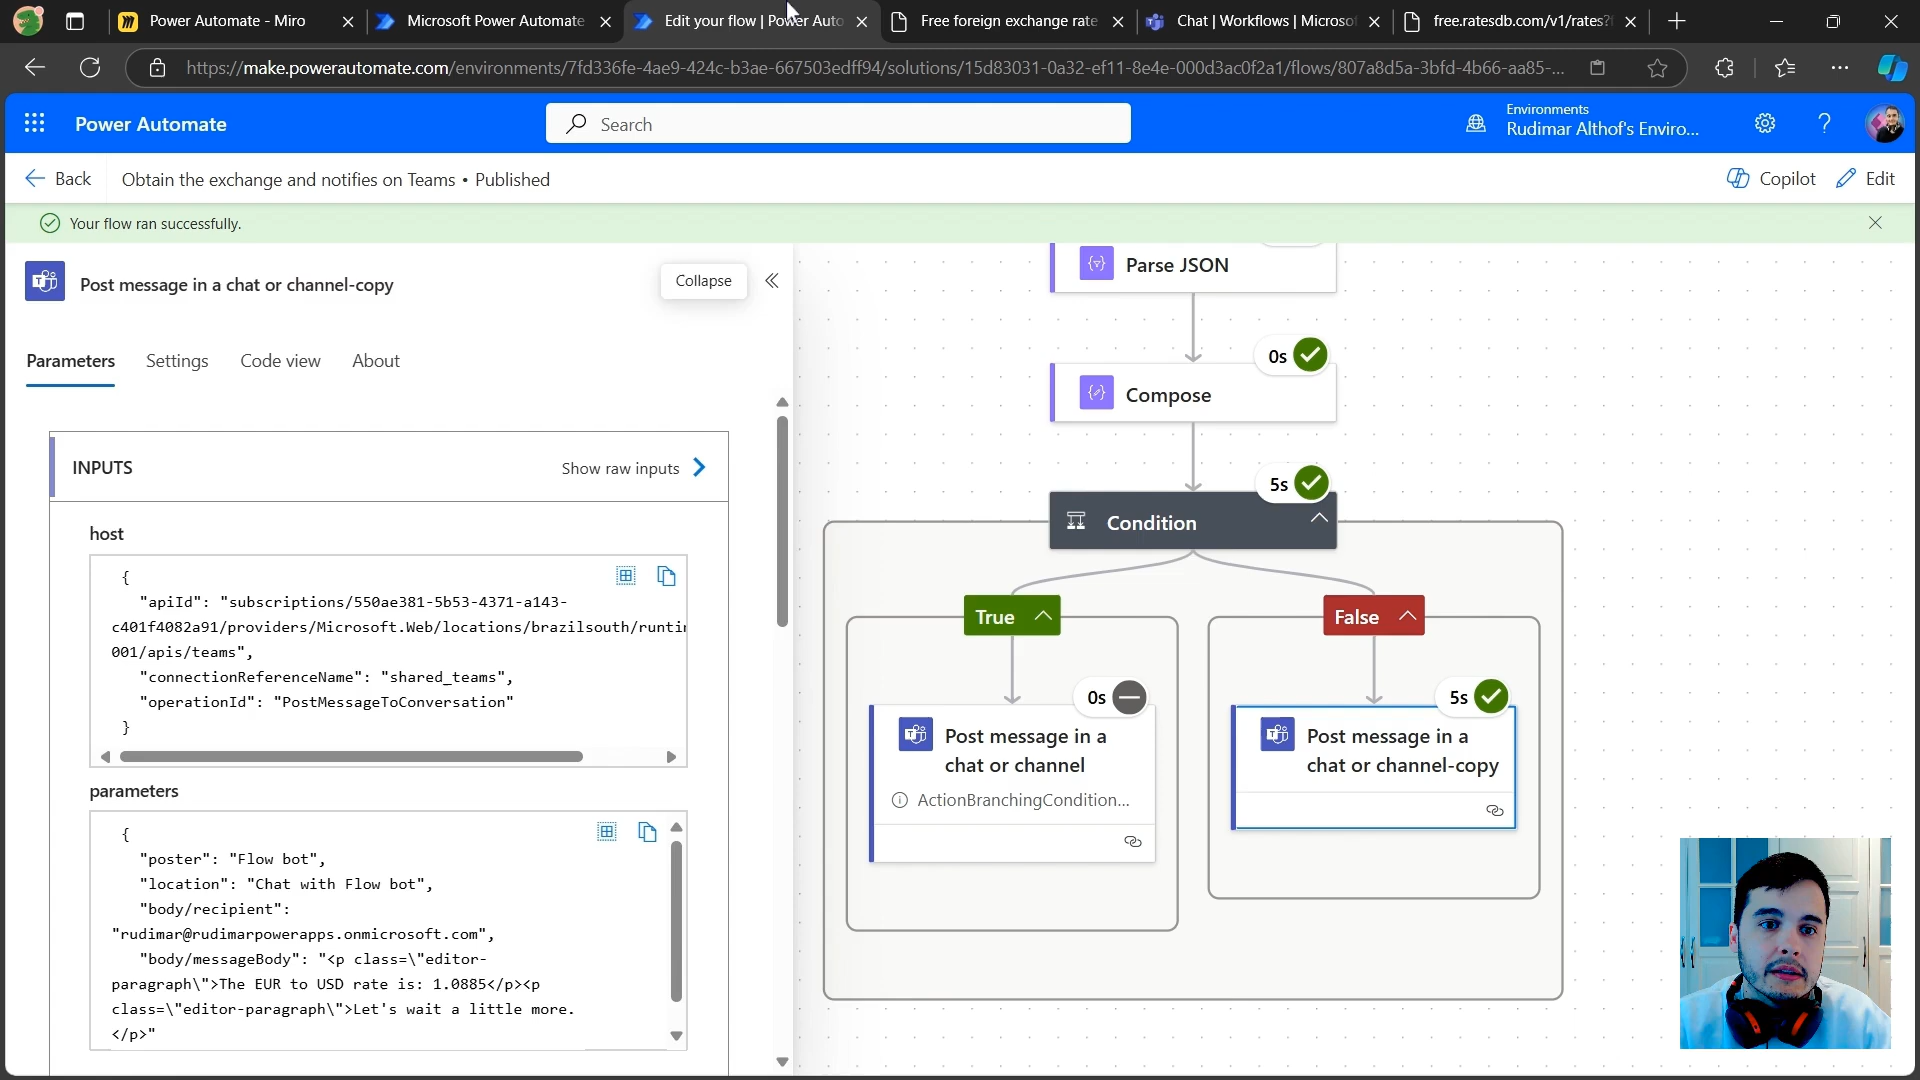 Power Automate - Miro
Microsoft Power Automate
Edit your flow | Power Auto
Free foreign exchange rate
Chat | Workflows | Microsof
free.ratesdb.com/v1/rates?f
https://make.powerautomate.com/environments/7fd336fe-4ae9-424c-b3ae-667503edff94/solutions/15d83031-0a32-ef11-8e4e-000d3ac0f2a1/flows/807a8d5a-3bfd-4b66-aa85-...
Power Automate
Search
Environments
Rudimar Althof's Enviro...
Back
Obtain the exchange and notifies on Teams • Published
Copilot
Edit
Your flow ran successfully.
Post message in a chat or channel-copy
Collapse
Parameters
Settings
Code view
About
INPUTS
Show raw inputs
host
{
"apiId": "subscriptions/550ae381-5b53-4371-a143-
c401f4082a91/providers/Microsoft.Web/locations/brazilsouth/runtim
001/apis/teams",
"connectionReferenceName": "shared_teams",
"operationId": "PostMessageToConversation"
}
parameters
{
"poster": "Flow bot",
"location": "Chat with Flow bot",
"body/recipient":
"rudimar@rudimarpowerapps.onmicrosoft.com",
"body/messageBody": "<p class=\"editor-
paragraph\">The EUR to USD rate is: 1.0885</p><p
class=\"editor-paragraph\">Let's wait a little more.
</p>"
Parse JSON
0s
Compose
5s
Condition
True
False
0s
Post message in a
chat or channel
ActionBranchingCondition...
5s
Post message in a
chat or channel-copy